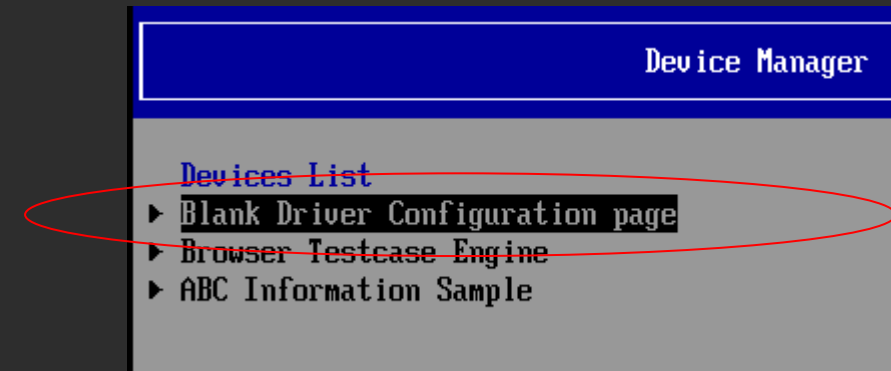 Device Manager
Devices List
Blank Driver Configuration page
Browser Testcase Engine
ABC Information Sample